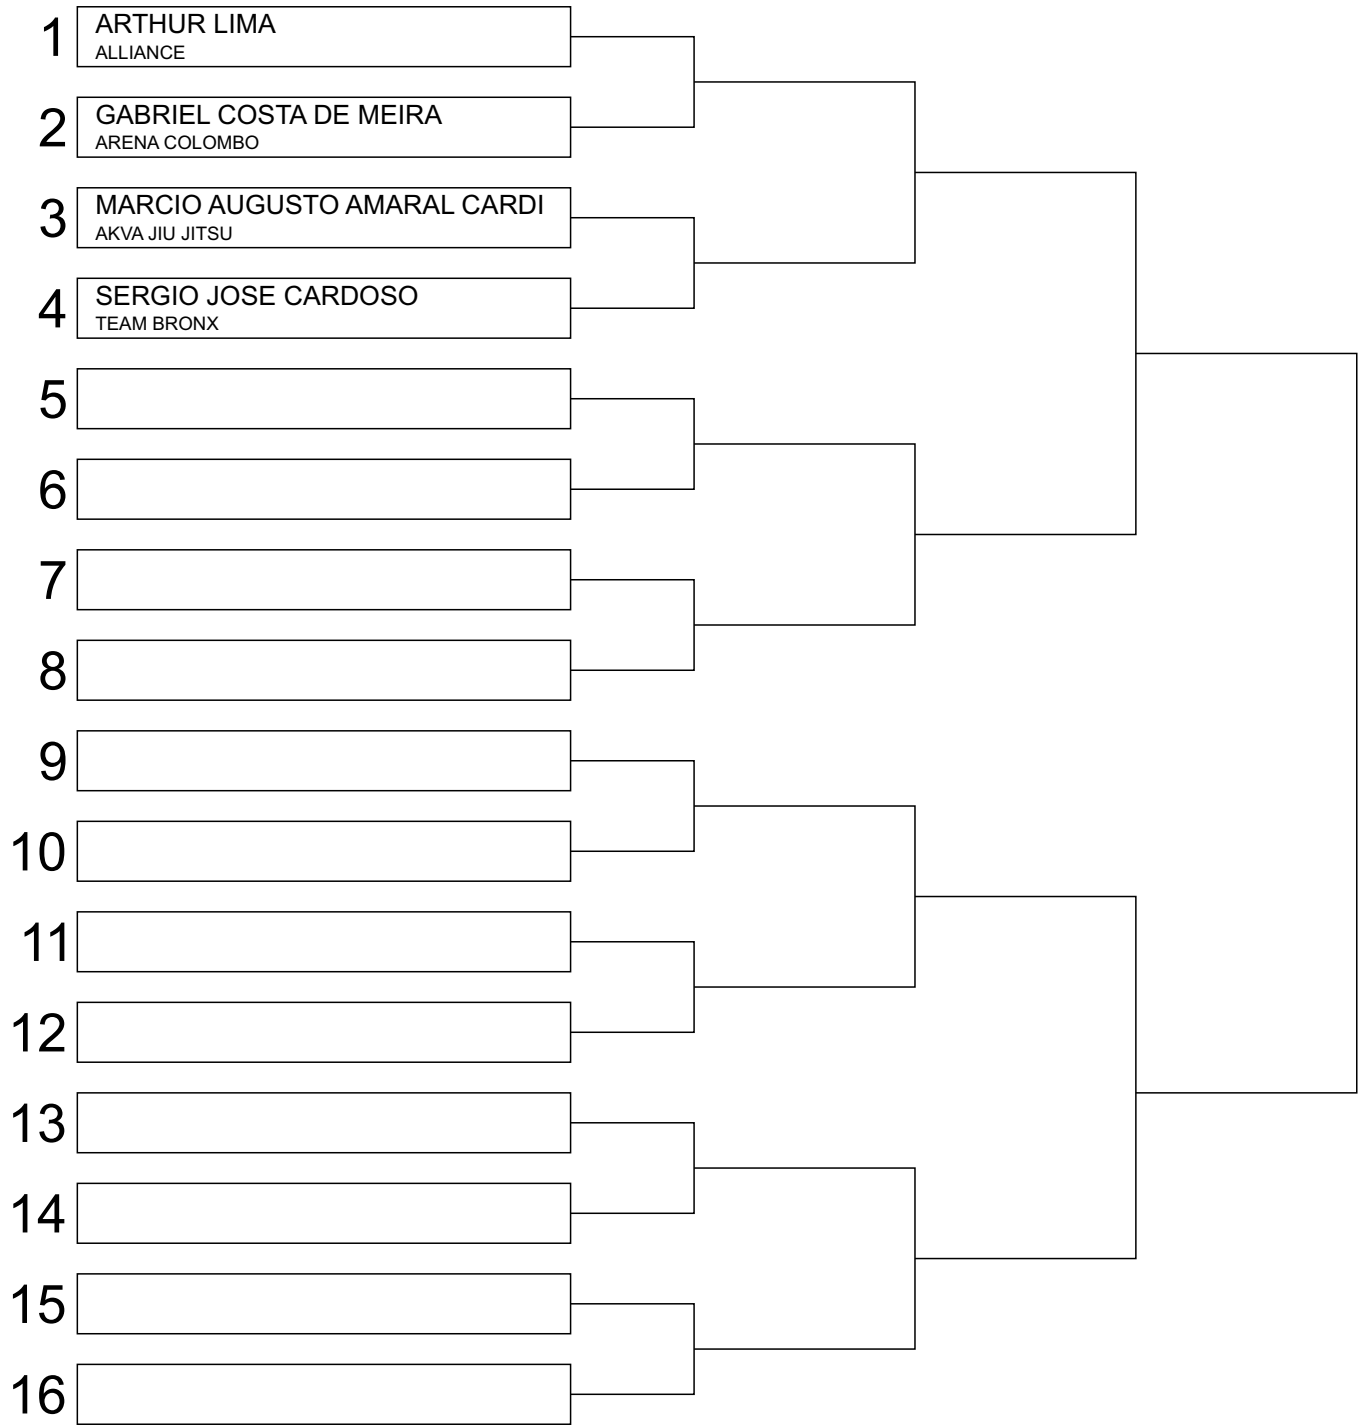 1
ARTHUR LIMA
ALLIANCE
2
GABRIEL COSTA DE MEIRA
ARENA COLOMBO
3
MARCIO AUGUSTO AMARAL CARDI
AKVA JIU JITSU
4
SERGIO JOSE CARDOSO
TEAM BRONX
5
6
7
8
9
10
11
12
13
14
15
16